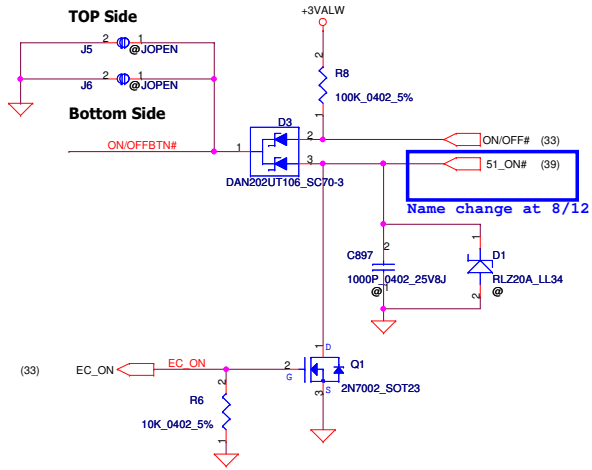 TOP Side
+3VALW
2 1
J5 @JOPEN
2 1
J6 @JOPEN
2
R8
100K_0402_5%
1
Bottom Side
ON/OFFBTN#
D3
1
2
3
DAN202UT106_SC70-3
ON/OFF# (33)
51_ON# (39)
Name change at 8/12
C897
2
1000P_0402_25V8J
@
1
1
D1
RLZ20A_LL34
2
@
1
D
Q1
2
G
S
3
2N7002_SOT23
(33) EC_ON
EC_ON
2
R6
10K_0402_5%
1